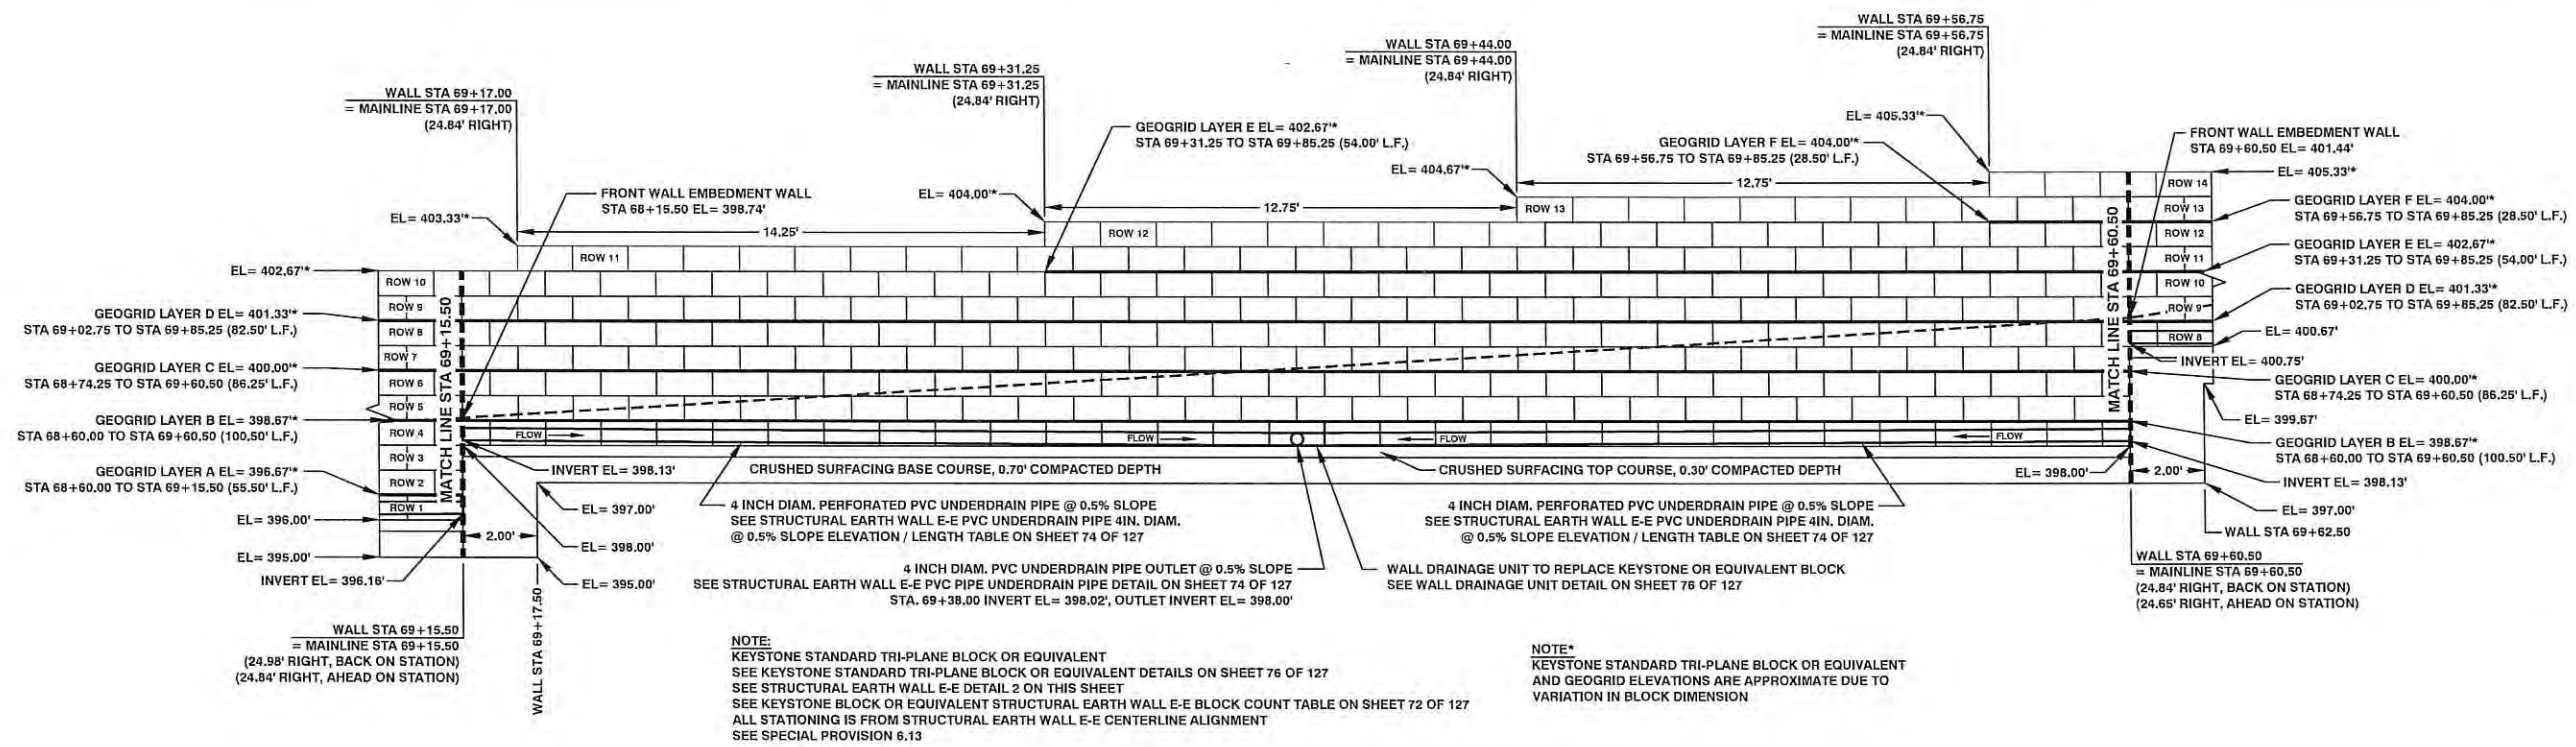 WALL STA 69+17.00
= MAINLINE STA 69+17.00
(24.84' RIGHT)
WALL STA 69+31.25
= MAINLINE STA 69+31.25
(24.84' RIGHT)
WALL STA 69+44.00
= MAINLINE STA 69+44.00
(24.84' RIGHT)
WALL STA 69+56.75
= MAINLINE STA 69+56.75
(24.84' RIGHT)
GEOGRID LAYER E EL= 402.67'*
STA 69+31.25 TO STA 69+85.25 (54.00' L.F.)
GEOGRID LAYER F EL= 404.00'*
STA 69+56.75 TO STA 69+85.25 (28.50' L.F.)
EL= 405.33'*
FRONT WALL EMBEDMENT WALL
STA 69+60.50 EL= 401.44'
FRONT WALL EMBEDMENT WALL
STA 68+15.50 EL= 398.74'
EL= 403.33'*
EL= 404.00'*
EL= 404.67'*
14.25'
12.75'
12.75'
ROW 11
ROW 12
ROW 13
EL= 402.67'*
GEOGRID LAYER D EL= 401.33'*
STA 69+02.75 TO STA 69+85.25 (82.50' L.F.)
GEOGRID LAYER C EL= 400.00'*
STA 68+74.25 TO STA 69+60.50 (86.25' L.F.)
GEOGRID LAYER B EL= 398.67'*
STA 68+60.00 TO STA 69+60.50 (100.50' L.F.)
GEOGRID LAYER A EL= 396.67'*
STA 68+60.00 TO STA 69+15.50 (55.50' L.F.)
EL= 396.00'
EL= 395.00'
INVERT EL= 396.16'
ROW 10
ROW 9
ROW 8
ROW 7
ROW 6
ROW 5
ROW 4
ROW 3
ROW 2
ROW 1
MATCH LINE STA 69+15.50
FLOW
FLOW
FLOW
FLOW
INVERT EL= 398.13'
CRUSHED SURFACING BASE COURSE, 0.70' COMPACTED DEPTH
CRUSHED SURFACING TOP COURSE, 0.30' COMPACTED DEPTH
EL= 398.00'
2.00'
EL= 397.00'
EL= 398.00'
EL= 395.00'
4 INCH DIAM. PERFORATED PVC UNDERDRAIN PIPE @ 0.5% SLOPE
SEE STRUCTURAL EARTH WALL E-E PVC UNDERDRAIN PIPE 4IN. DIAM.
@ 0.5% SLOPE ELEVATION / LENGTH TABLE ON SHEET 74 OF 127
4 INCH DIAM. PERFORATED PVC UNDERDRAIN PIPE @ 0.5% SLOPE
SEE STRUCTURAL EARTH WALL E-E PVC UNDERDRAIN PIPE 4IN. DIAM.
@ 0.5% SLOPE ELEVATION / LENGTH TABLE ON SHEET 74 OF 127
4 INCH DIAM. PVC UNDERDRAIN PIPE OUTLET @ 0.5% SLOPE
SEE STRUCTURAL EARTH WALL E-E PVC PIPE UNDERDRAIN PIPE DETAIL ON SHEET 74 OF 127
STA. 69+38.00 INVERT EL= 398.02', OUTLET INVERT EL= 398.00'
WALL DRAINAGE UNIT TO REPLACE KEYSTONE OR EQUIVALENT BLOCK
SEE WALL DRAINAGE UNIT DETAIL ON SHEET 76 OF 127
WALL STA 69+15.50
= MAINLINE STA 69+15.50
(24.98' RIGHT, BACK ON STATION)
(24.84' RIGHT, AHEAD ON STATION)
WALL STA 69+17.50
MATCH LINE STA 69+60.50
ROW 14
ROW 13
ROW 12
ROW 11
ROW 10
ROW 9
ROW 8
EL= 405.33'*
GEOGRID LAYER F EL= 404.00'*
STA 69+56.75 TO STA 69+85.25 (28.50' L.F.)
GEOGRID LAYER E EL= 402.67'*
STA 69+31.25 TO STA 69+85.25 (54.00' L.F.)
GEOGRID LAYER D EL= 401.33'*
STA 69+02.75 TO STA 69+85.25 (82.50' L.F.)
EL= 400.67'
INVERT EL= 400.75'
GEOGRID LAYER C EL= 400.00'*
STA 68+74.25 TO STA 69+60.50 (86.25' L.F.)
EL= 399.67'
GEOGRID LAYER B EL= 398.67'*
STA 68+60.00 TO STA 69+60.50 (100.50' L.F.)
2.00'
INVERT EL= 398.13'
EL= 397.00'
WALL STA 69+62.50
WALL STA 69+60.50
= MAINLINE STA 69+60.50
(24.84' RIGHT, BACK ON STATION)
(24.65' RIGHT, AHEAD ON STATION)
NOTE:
KEYSTONE STANDARD TRI-PLANE BLOCK OR EQUIVALENT
SEE KEYSTONE STANDARD TRI-PLANE BLOCK OR EQUIVALENT DETAILS ON SHEET 76 OF 127
SEE STRUCTURAL EARTH WALL E-E DETAIL 2 ON THIS SHEET
SEE KEYSTONE BLOCK OR EQUIVALENT STRUCTURAL EARTH WALL E-E BLOCK COUNT TABLE ON SHEET 72 OF 127
ALL STATIONING IS FROM STRUCTURAL EARTH WALL E-E CENTERLINE ALIGNMENT
SEE SPECIAL PROVISION 6.13
NOTE*
KEYSTONE STANDARD TRI-PLANE BLOCK OR EQUIVALENT
AND GEOGRID ELEVATIONS ARE APPROXIMATE DUE TO
VARIATION IN BLOCK DIMENSION